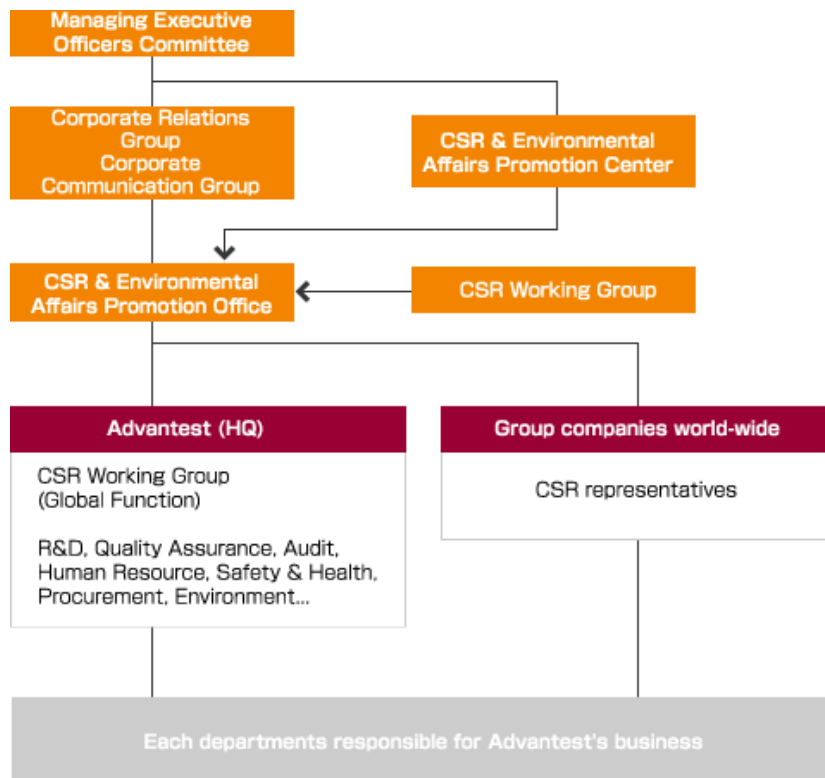 Managing Executive
Officers Committee
Corporate Relations
Group
Corporate
Communication Group
CSR & Environmental
Affairs Promotion Center
CSR & Environmental
Affairs Promotion Office
CSR Working Group
Advantest (HQ)
CSR Working Group
(Global Function)
R&D, Quality Assurance, Audit,
Human Resource, Safety & Health,
Procurement, Environment...
Group companies world-wide
CSR representatives
Each departments responsible for Advantest's business